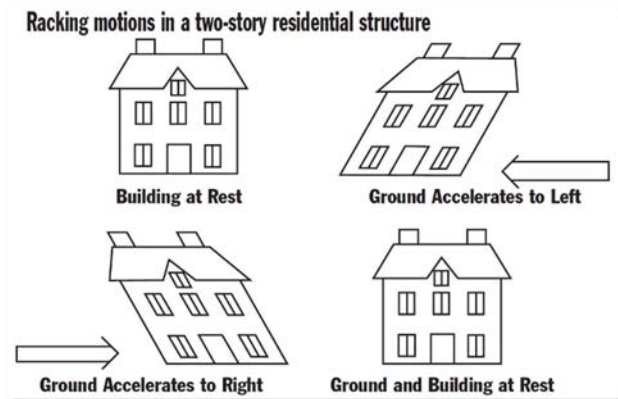 Racking motions in a two-story residential structure
Building at Rest
Ground Accelerates to Left
Ground Accelerates to Right
Ground and Building at Rest